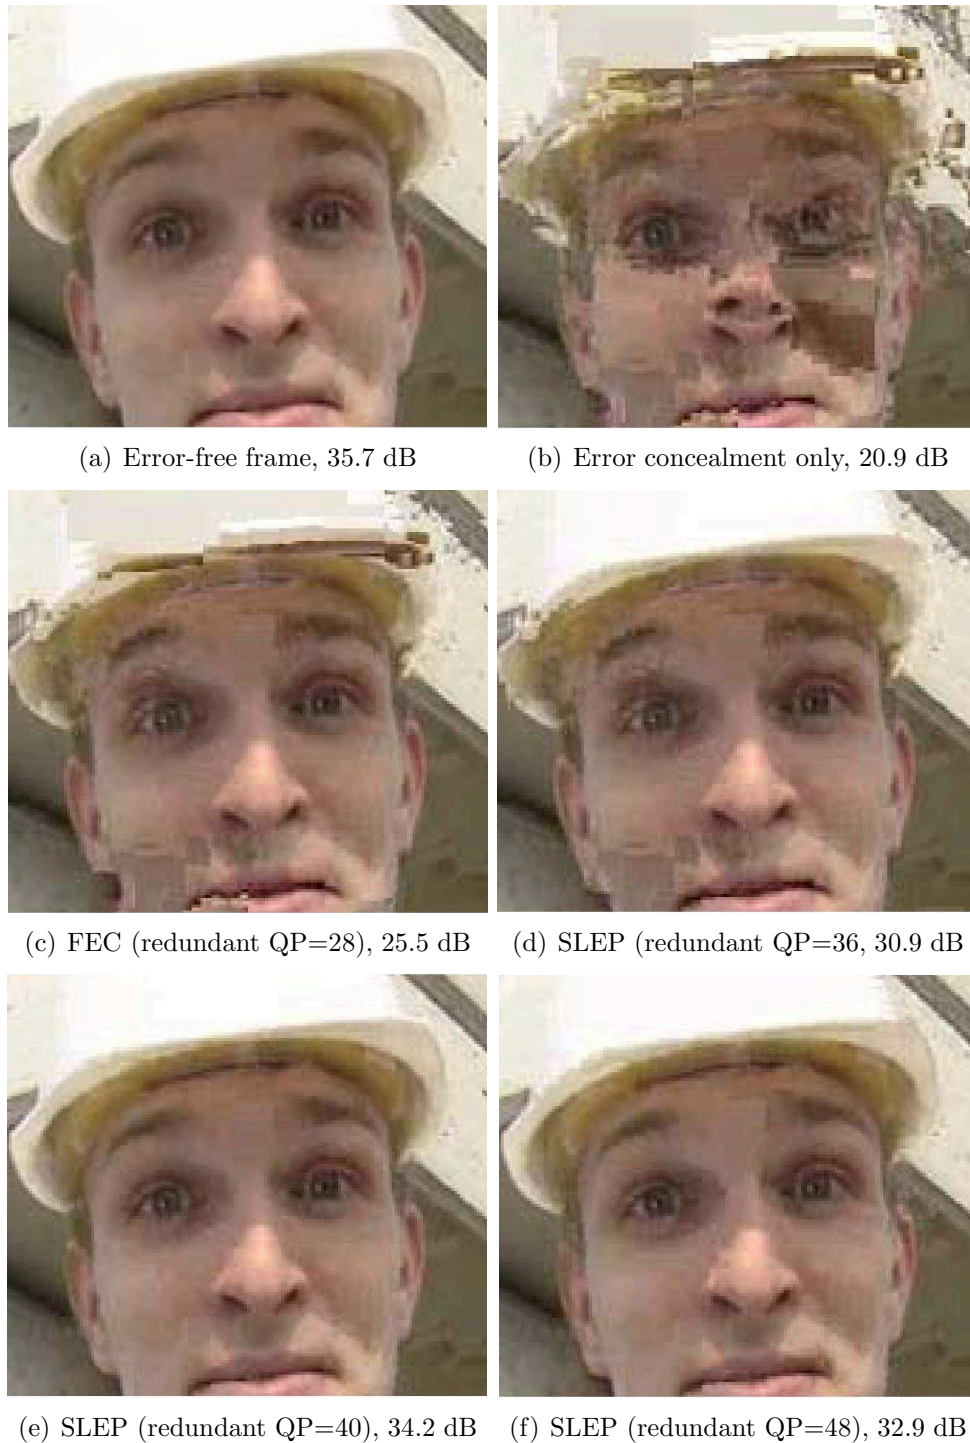 (a) Error-free frame, 35.7 dB
(b) Error concealment only, 20.9 dB
(c) FEC (redundant QP=28), 25.5 dB
(d) SLEP (redundant QP=36, 30.9 dB
(e) SLEP (redundant QP=40), 34.2 dB
(f) SLEP (redundant QP=48), 32.9 dB